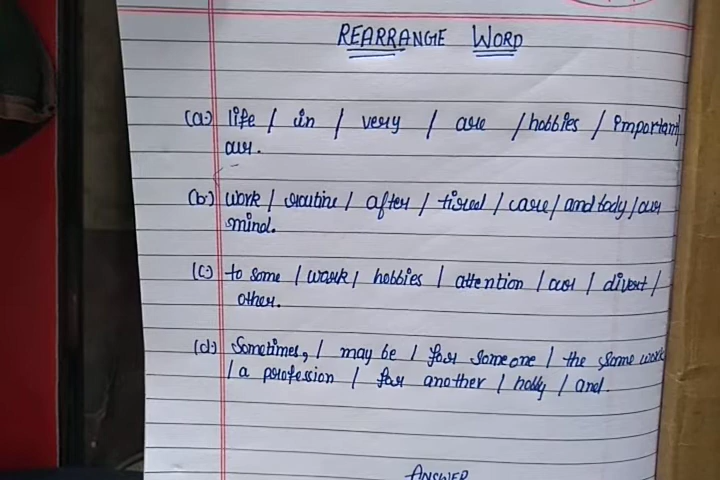 REARRANGE WORD
(a) life / in / very / are / hobbies / important
our.
(b) work / routine / after / tired / care / and body / our
mind.
(c) to some / work / hobbies / attention / our / divert /
other.
(d) Sometimes, / may be / for someone / the same work
/ a profession / for another / hobby / and.
ANSWER